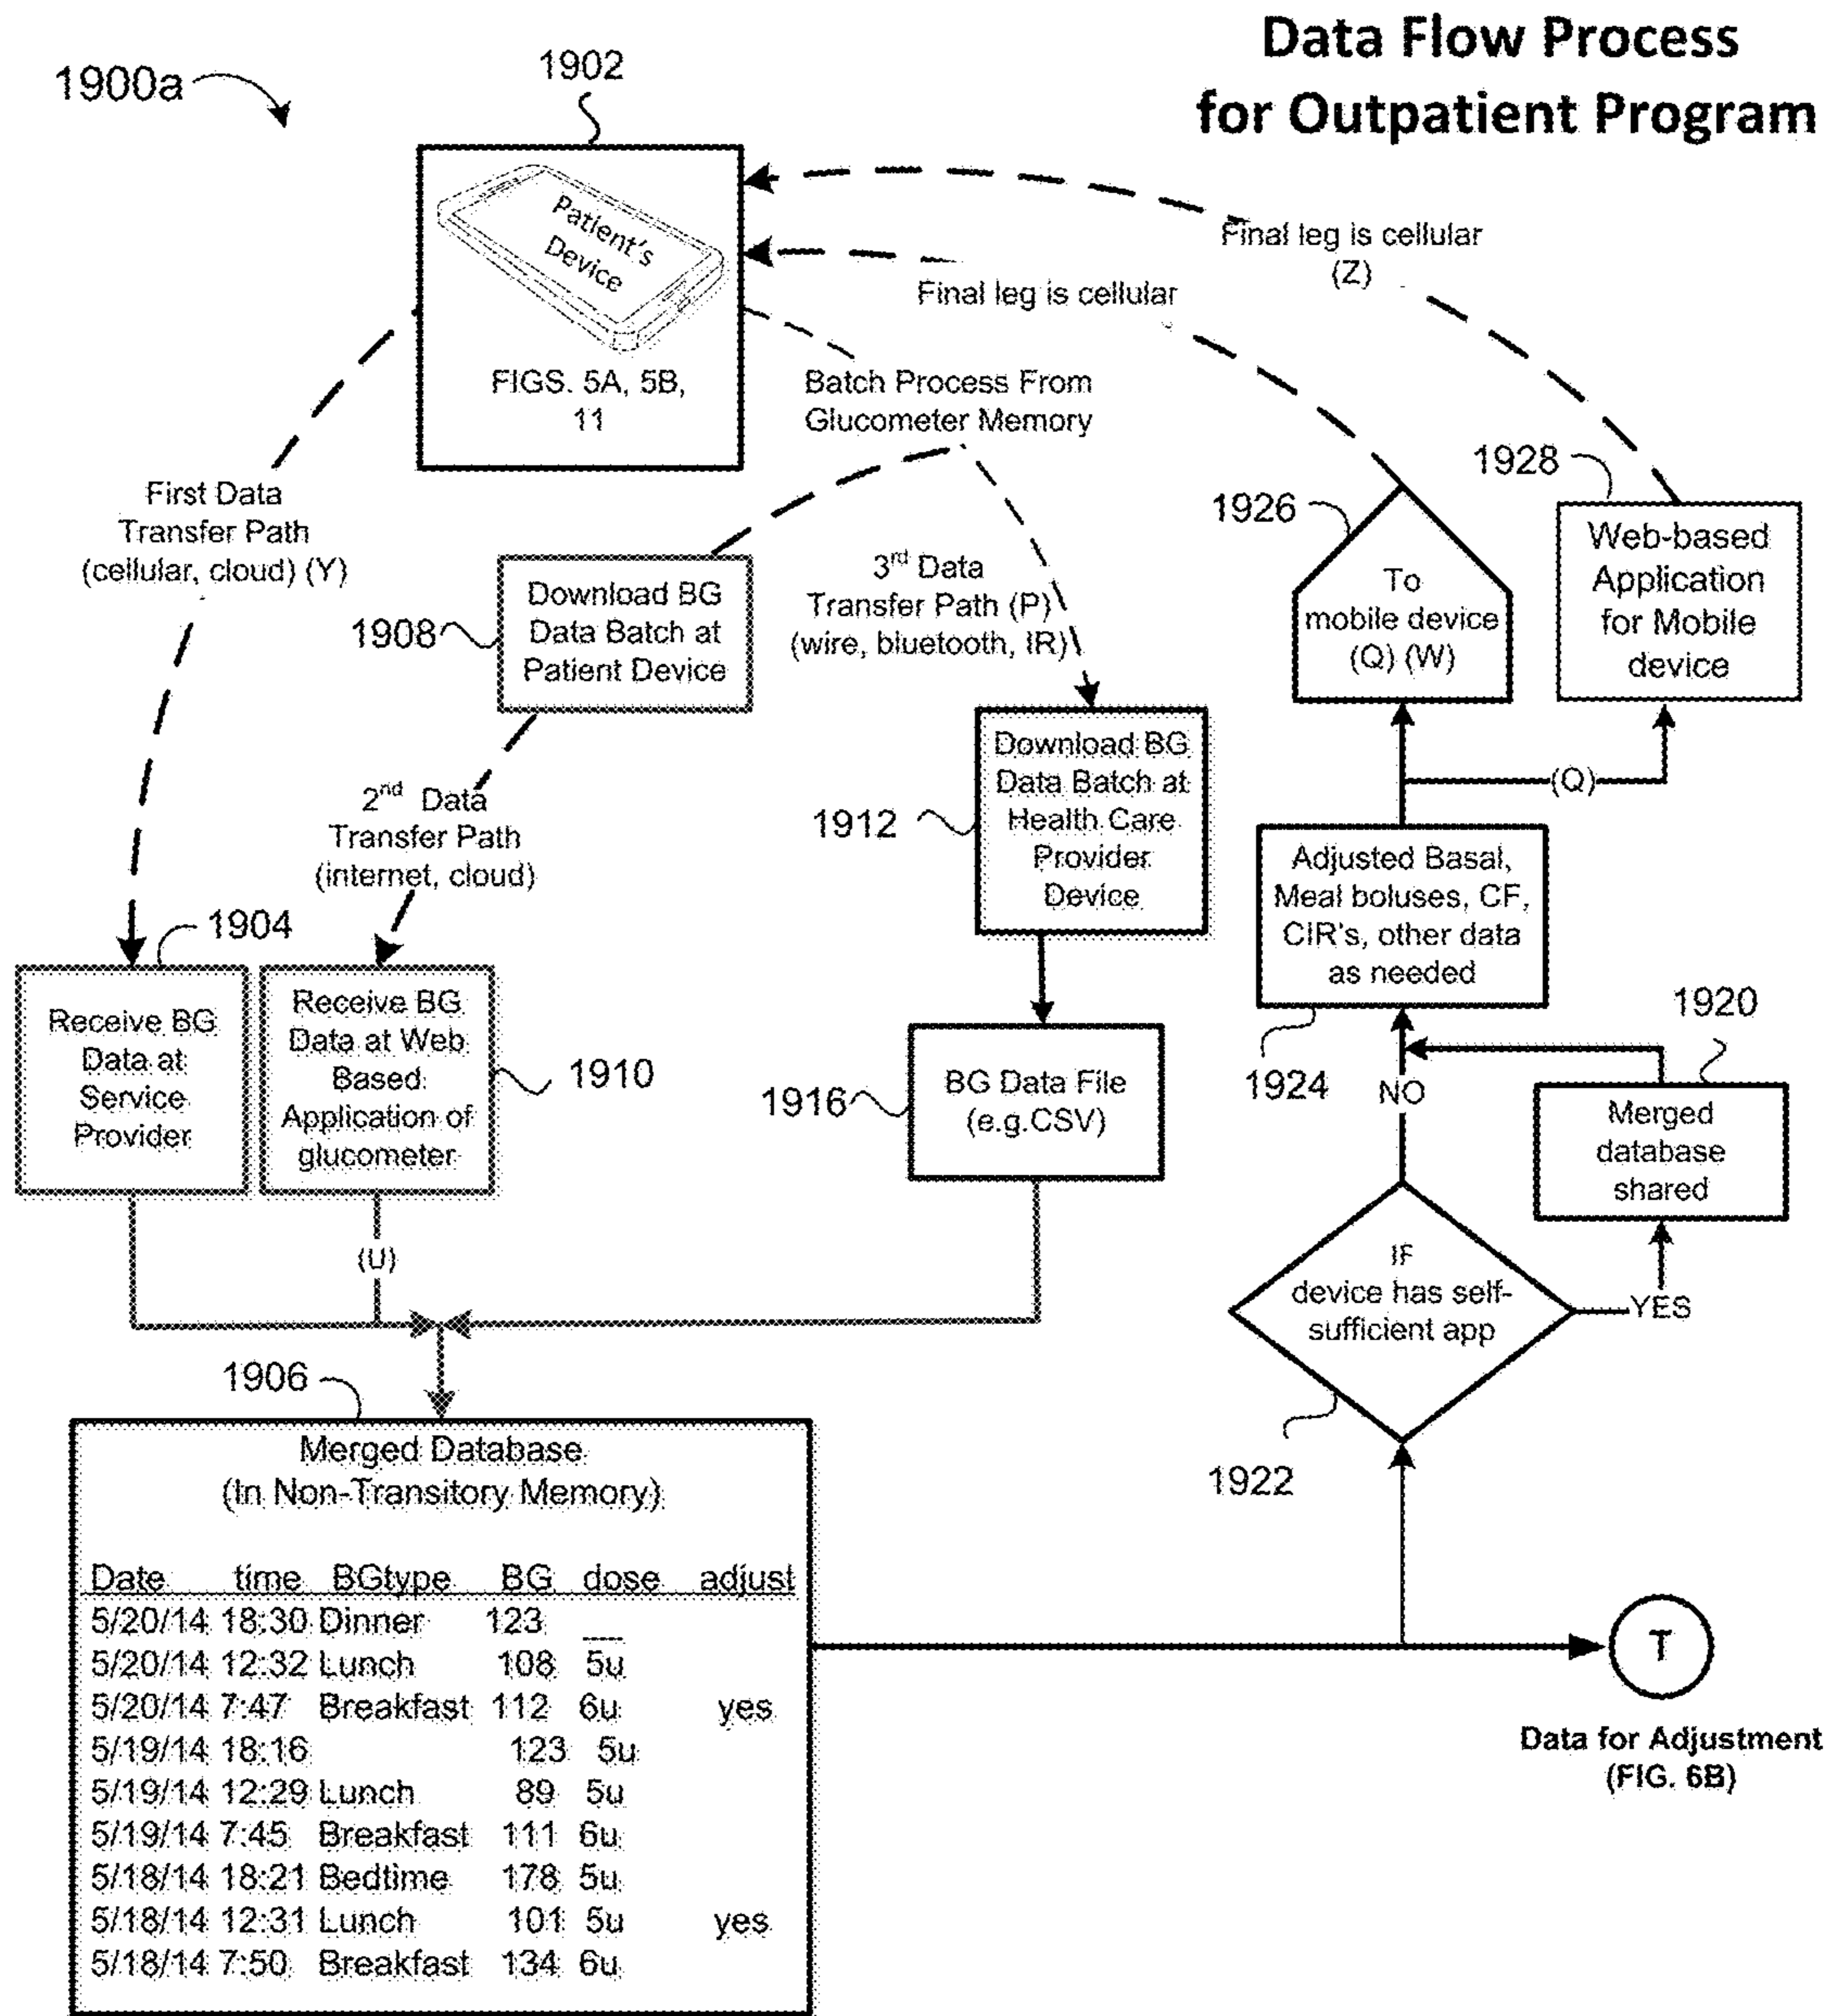 Data Flow Process
for Outpatient Program
1900a
1902
Patient's
Device
FIGS. 5A, 5B,
11
Final leg is cellular
(Z)
Final leg is cellular
Batch Process From
Glucometer Memory
First Data
Transfer Path
(cellular, cloud) (Y)
1908
Download BG
Data Batch at
Patient Device
3rd Data
Transfer Path (P)
(wire, bluetooth, IR)
1926
To
mobile device
(Q) (W)
1928
Web-based
Application
for Mobile
device
(Q)
2nd Data
Transfer Path
(internet, cloud)
1912
Download BG
Data Batch at
Health Care
Provider
Device
Adjusted Basal,
Meal boluses, CF,
CIR's, other data
as needed
1924
1904
Receive BG
Data at
Service
Provider
Receive BG
Data at Web
Based
Application of
glucometer
1910
1916
BG Data File
(e.g.CSV)
NO
1920
Merged
database
shared
(U)
IF
device has self-
sufficient app
YES
1922
1906
Merged Database
(In Non-Transitory Memory)
Date time BGtype BG dose adjust
5/20/14 18:30 Dinner 123 ---
5/20/14 12:32 Lunch 108 5u
5/20/14 7:47 Breakfast 112 6u yes
5/19/14 18:16 123 5u
5/19/14 12:29 Lunch 89 5u
5/19/14 7:45 Breakfast 111 6u
5/18/14 18:21 Bedtime 178 5u
5/18/14 12:31 Lunch 101 5u yes
5/18/14 7:50 Breakfast 134 6u
T
Data for Adjustment
(FIG. 6B)